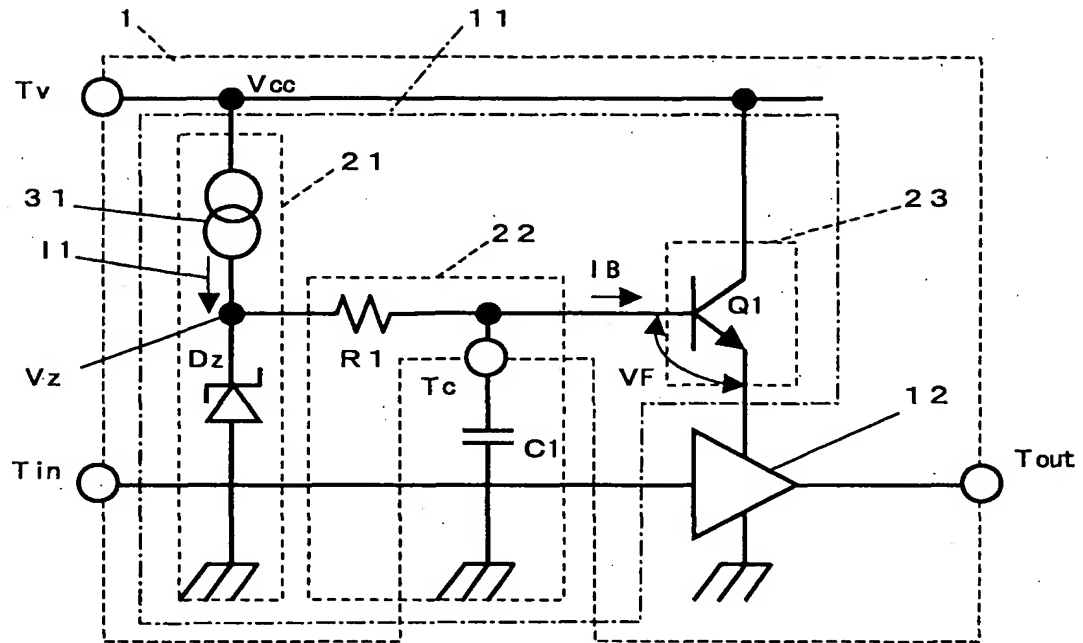 1
11
Tv
Vcc
21
31
23
22
I1
IB
Q1
R1
Vz
Dz
Tc
VF
12
C1
Tin
Tout